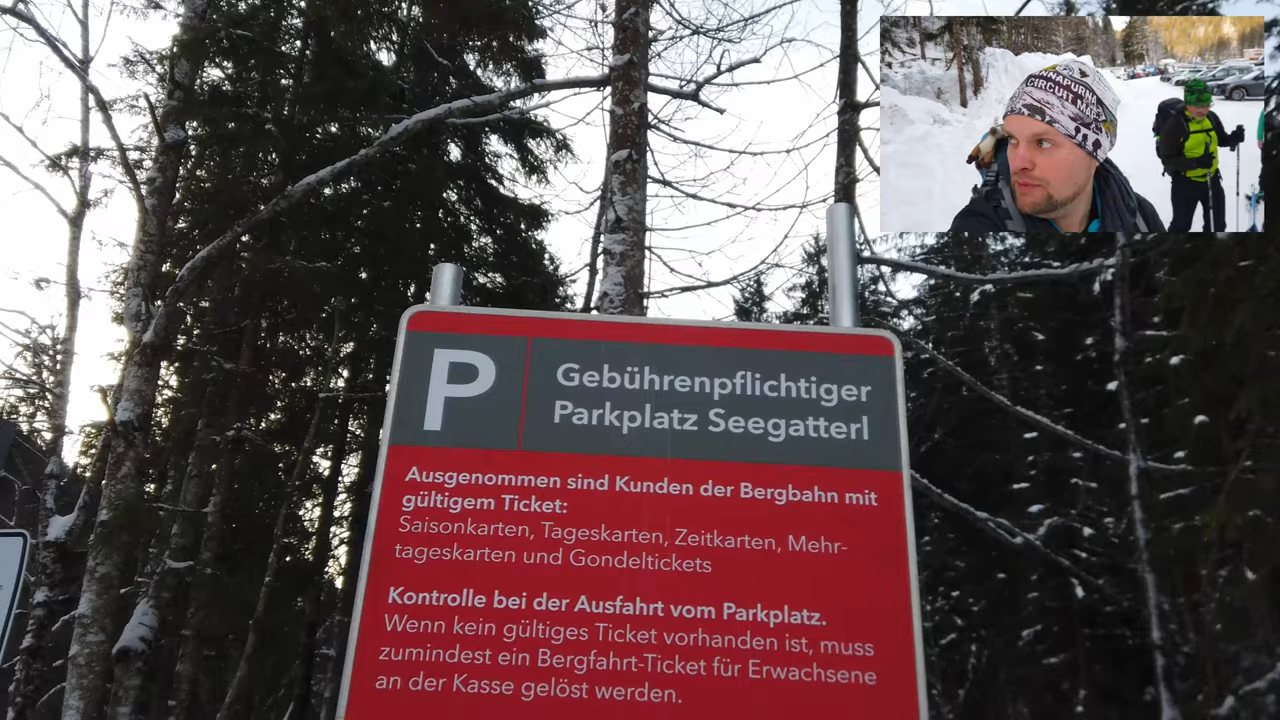 P
Gebührenpflichtiger
Parkplatz Seegatterl
Ausgenommen sind Kunden der Bergbahn mit
gültigem Ticket:
Saisonkarten, Tageskarten, Zeitkarten, Mehr-
tageskarten und Gondeltickets
Kontrolle bei der Ausfahrt vom Parkplatz.
Wenn kein gültiges Ticket vorhanden ist, muss
zumindest ein Bergfahrt-Ticket für Erwachsene
an der Kasse gelöst werden.
ANNAPURNA
CIRCUIT MAP